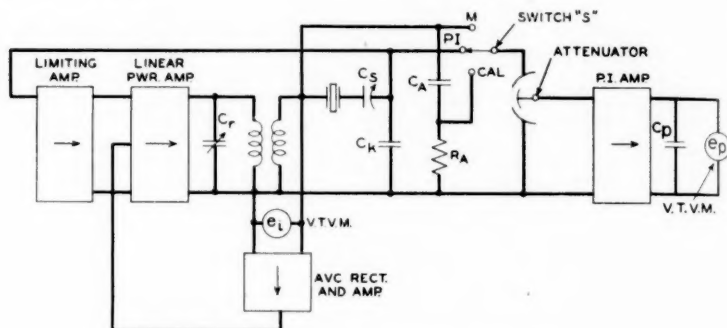 M
SWITCH "S"
PI
ATTENUATOR
LIMITING
AMP.
LINEAR
PWR. AMP.
CS
CAL
P.I. AMP
CA
Cr
CK
RA
CP
eP
ei
V.T.V.M.
V.T.V.M.
AVC RECT.
AND AMP.